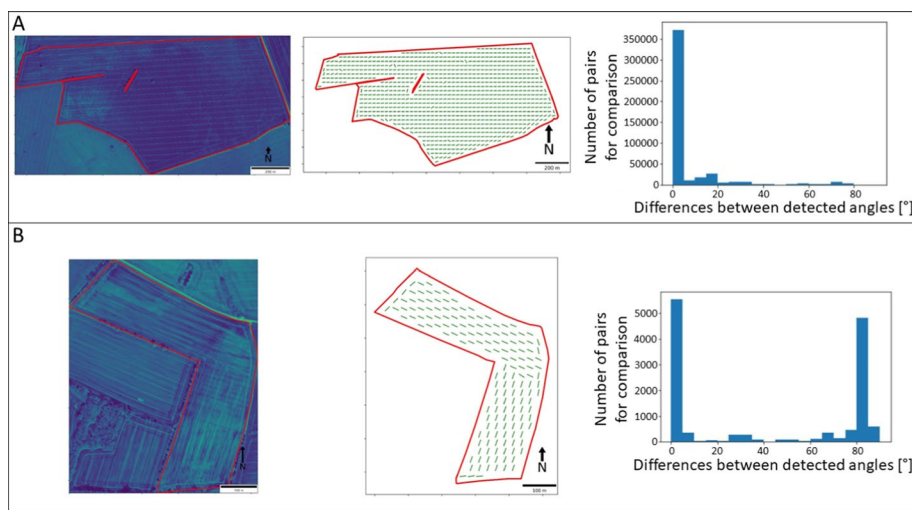 A
N
200 m
N
200 m
Number of pairs
for comparison
350000
300000
250000
200000
150000
100000
50000
0
0 20 40 60 80
Differences between detected angles [°]
B
N
N
100 m
Number of pairs
for comparison
5000
4000
3000
2000
1000
0
0 20 40 60 80
Differences between detected angles [°]